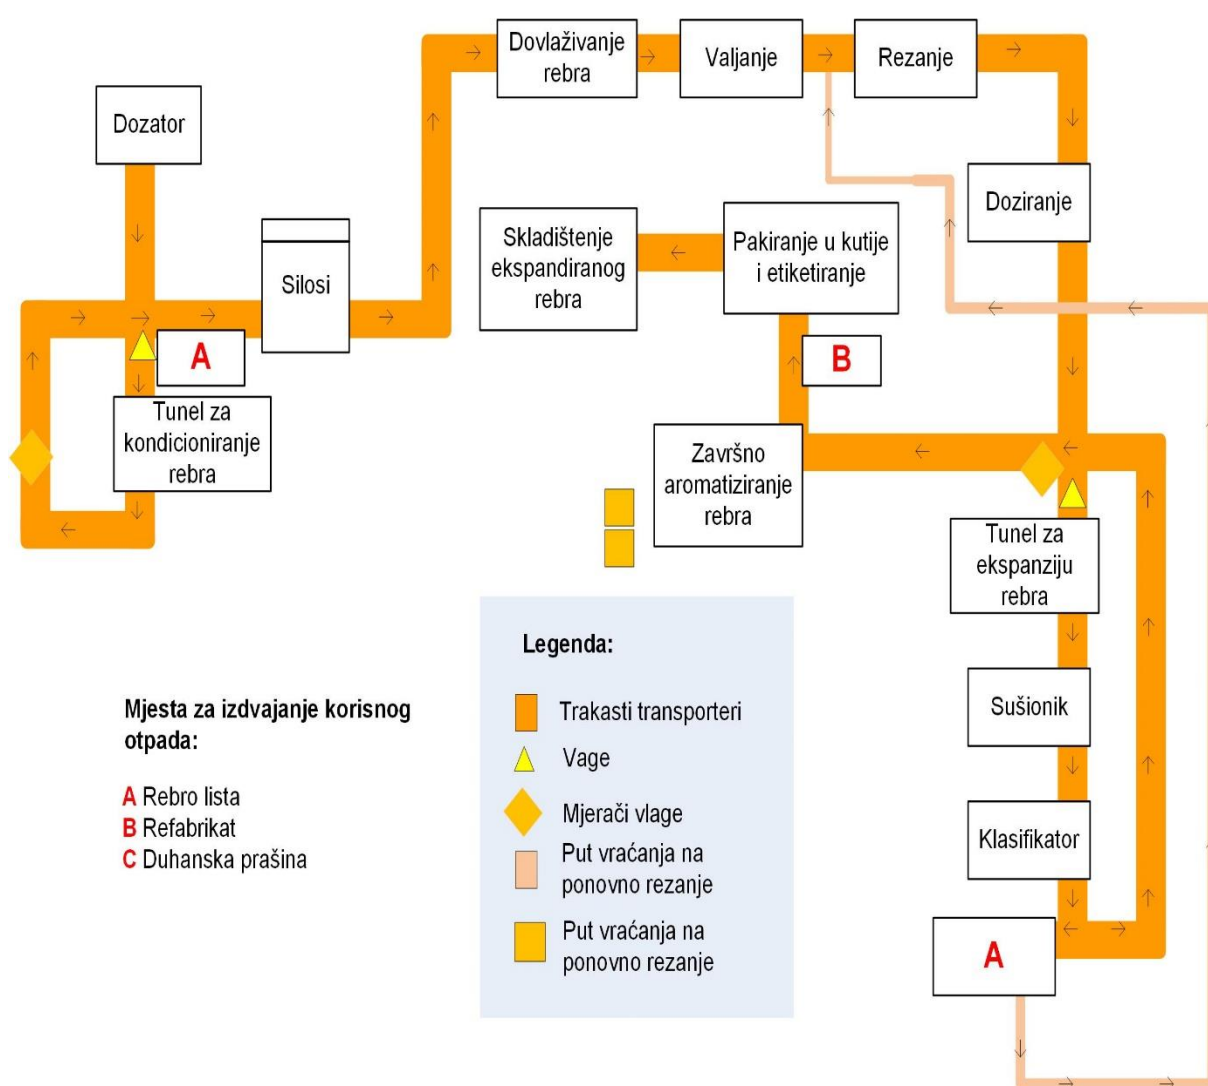 Dovlaživanje
rebra
Valjanje
Rezanje
Dozator
Doziranje
Skladištenje
ekspandiranog
rebra
Pakiranje u kutije
i etiketiranje
Silosi
A
B
Tunel za
kondicioniranje
rebra
Završno
aromatiziranje
rebra
Tunel za
ekspanziju
rebra
Sušionik
Klasifikator
A
Mjesta za izdvajanje korisnog
otpada:
A Rebro lista
B Refabrikat
C Duhanska prašina
Legenda:
Trakasti transporteri
Vage
Mjerači vlage
Put vraćanja na
ponovno rezanje
Put vraćanja na
ponovno rezanje